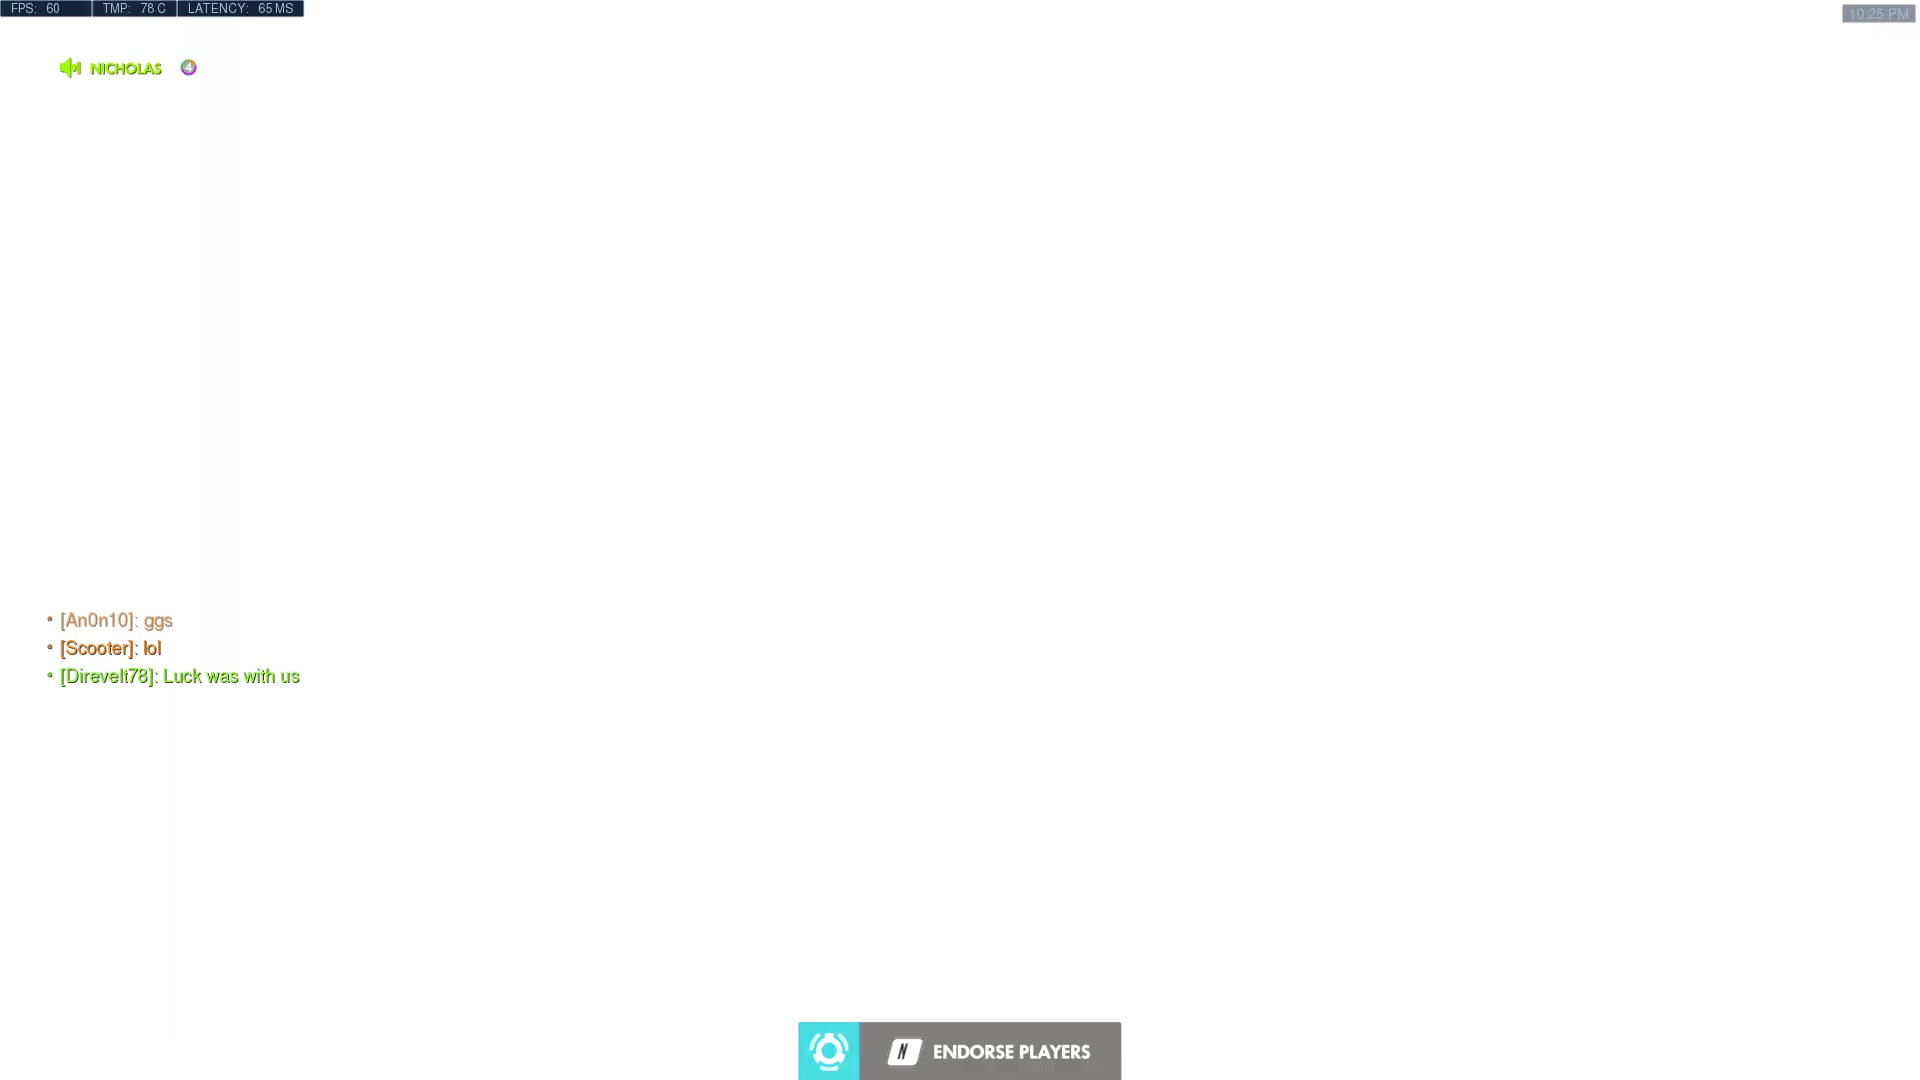 FPS: 60 TMP: 78 C LATENCY: 65 MS
10:25 PM
NICHOLAS 4
• [An0n10]: ggs
• [Scooter]: lol
• [Direvelt78]: Luck was with us
N ENDORSE PLAYERS